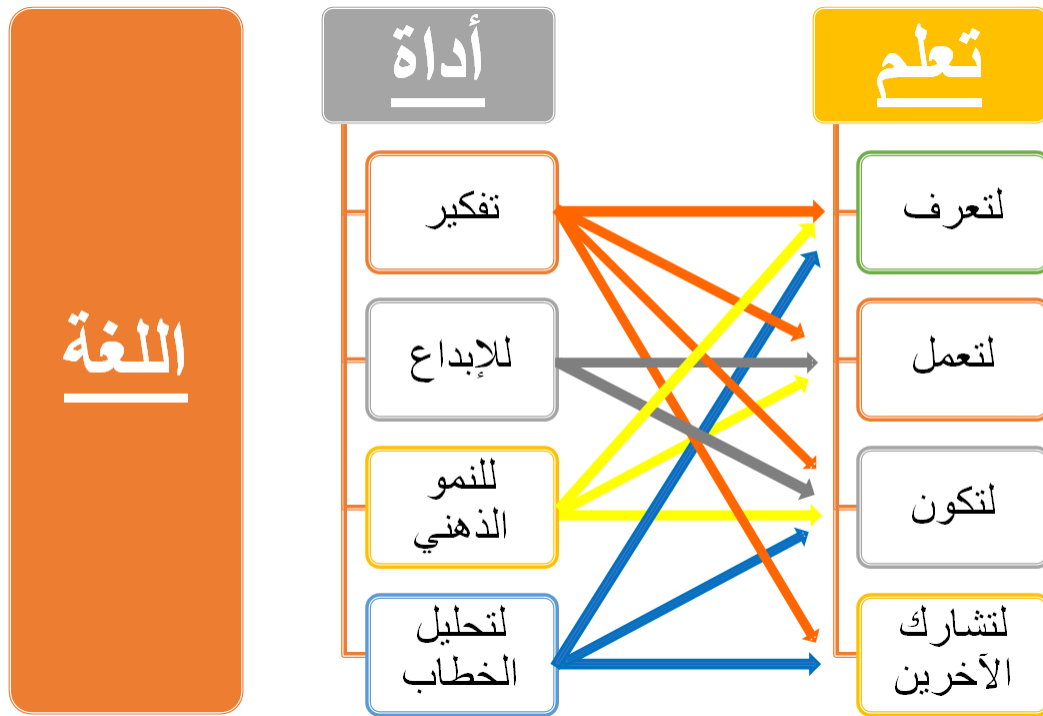 تعلم
لتعرف
لتعمل
لتكون
لتشارك
الآخرين
أداة
تفكير
للإبداع
للنمو
الذهني
لتحليل
الخطاب
اللغة